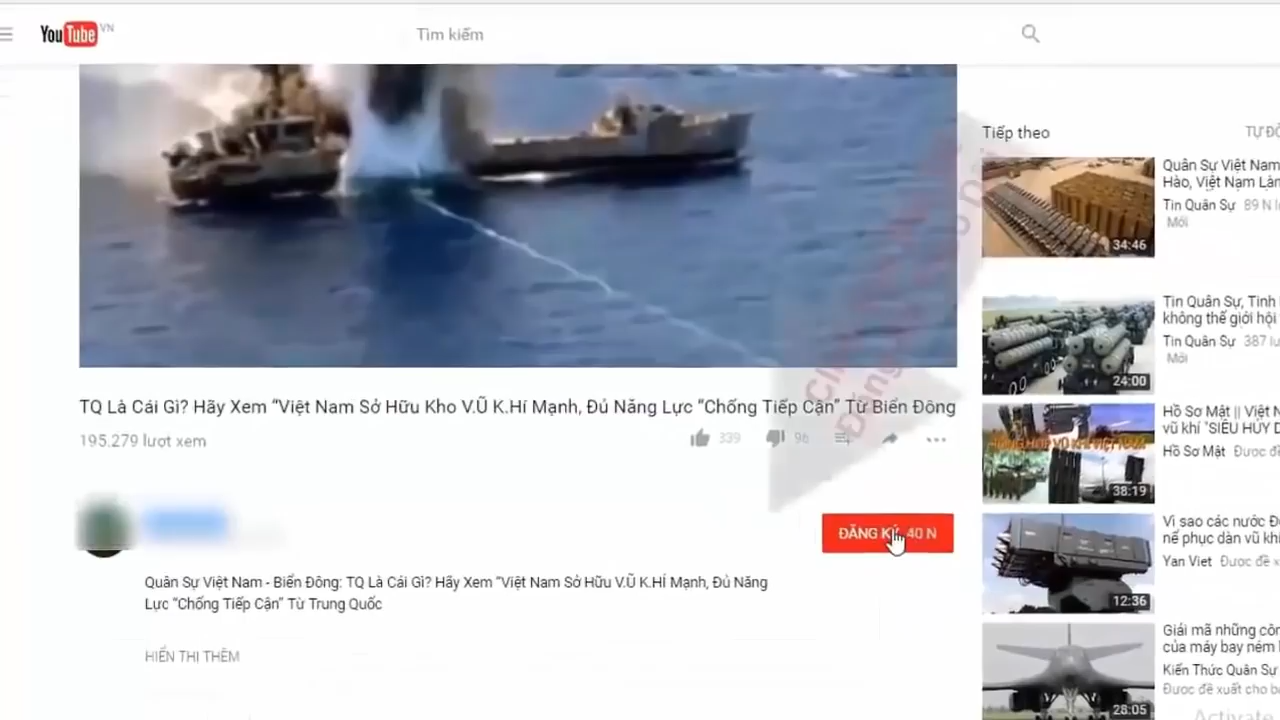 YouTube VN
Tìm kiếm
Tiếp theo
TỰ ĐỘ
Quân Sự Việt Nam
Hào, Việt Nam Làm
Tin Quân Sự 89 N
Mới
34:46
Tin Quân Sự, Tình
không thế giới hội
Tin Quân Sự 387 lu
Mới
24:00
Hồ Sơ Mật || Việt N
vũ khí "SIÊU HỦY D
Hồ Sơ Mật Được đề
38:19
Vì sao các nước Đ
nể phục dàn vũ khí
Yan Viet Được đề x
12:36
Giải mã những côn
của máy bay ném
Kiến Thức Quân Sự
Được đề xuất cho b
28:05
TQ Là Cái Gì? Hãy Xem “Việt Nam Sở Hữu Kho V.Ũ K.Hí Mạnh, Đủ Năng Lực “Chống Tiếp Cận” Từ Biển Đông
195.279 lượt xem
339
96
ĐĂNG KÝ 40 N
Quân Sự Việt Nam - Biển Đông: TQ Là Cái Gì? Hãy Xem “Việt Nam Sở Hữu V.Ũ K.HÍ Mạnh, Đủ Năng
Lực “Chống Tiếp Cận” Từ Trung Quốc
HIỂN THỊ THÊM
Activate